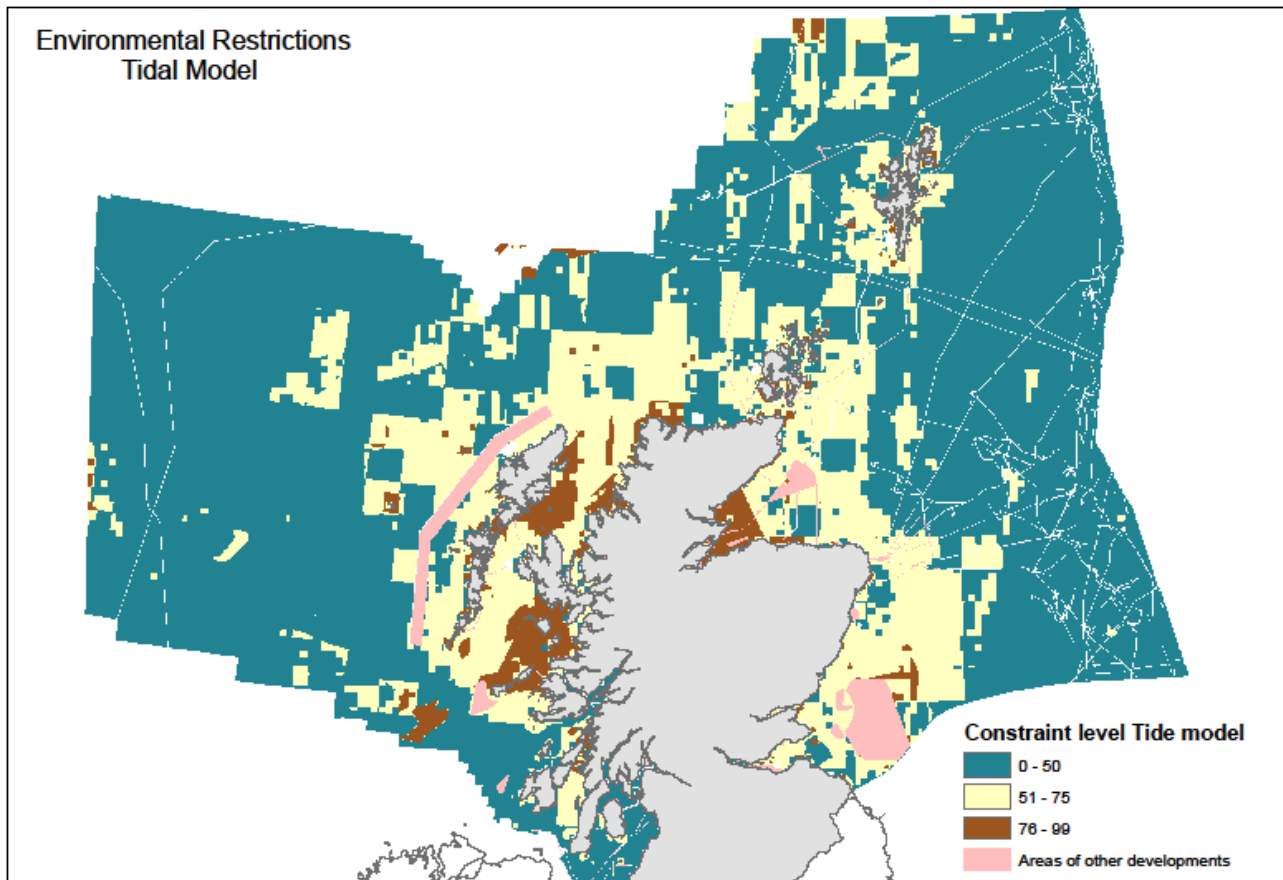 Environmental Restrictions
Tidal Model
Constraint level Tide model
0 - 50
51 - 75
76 - 99
Areas of other developments